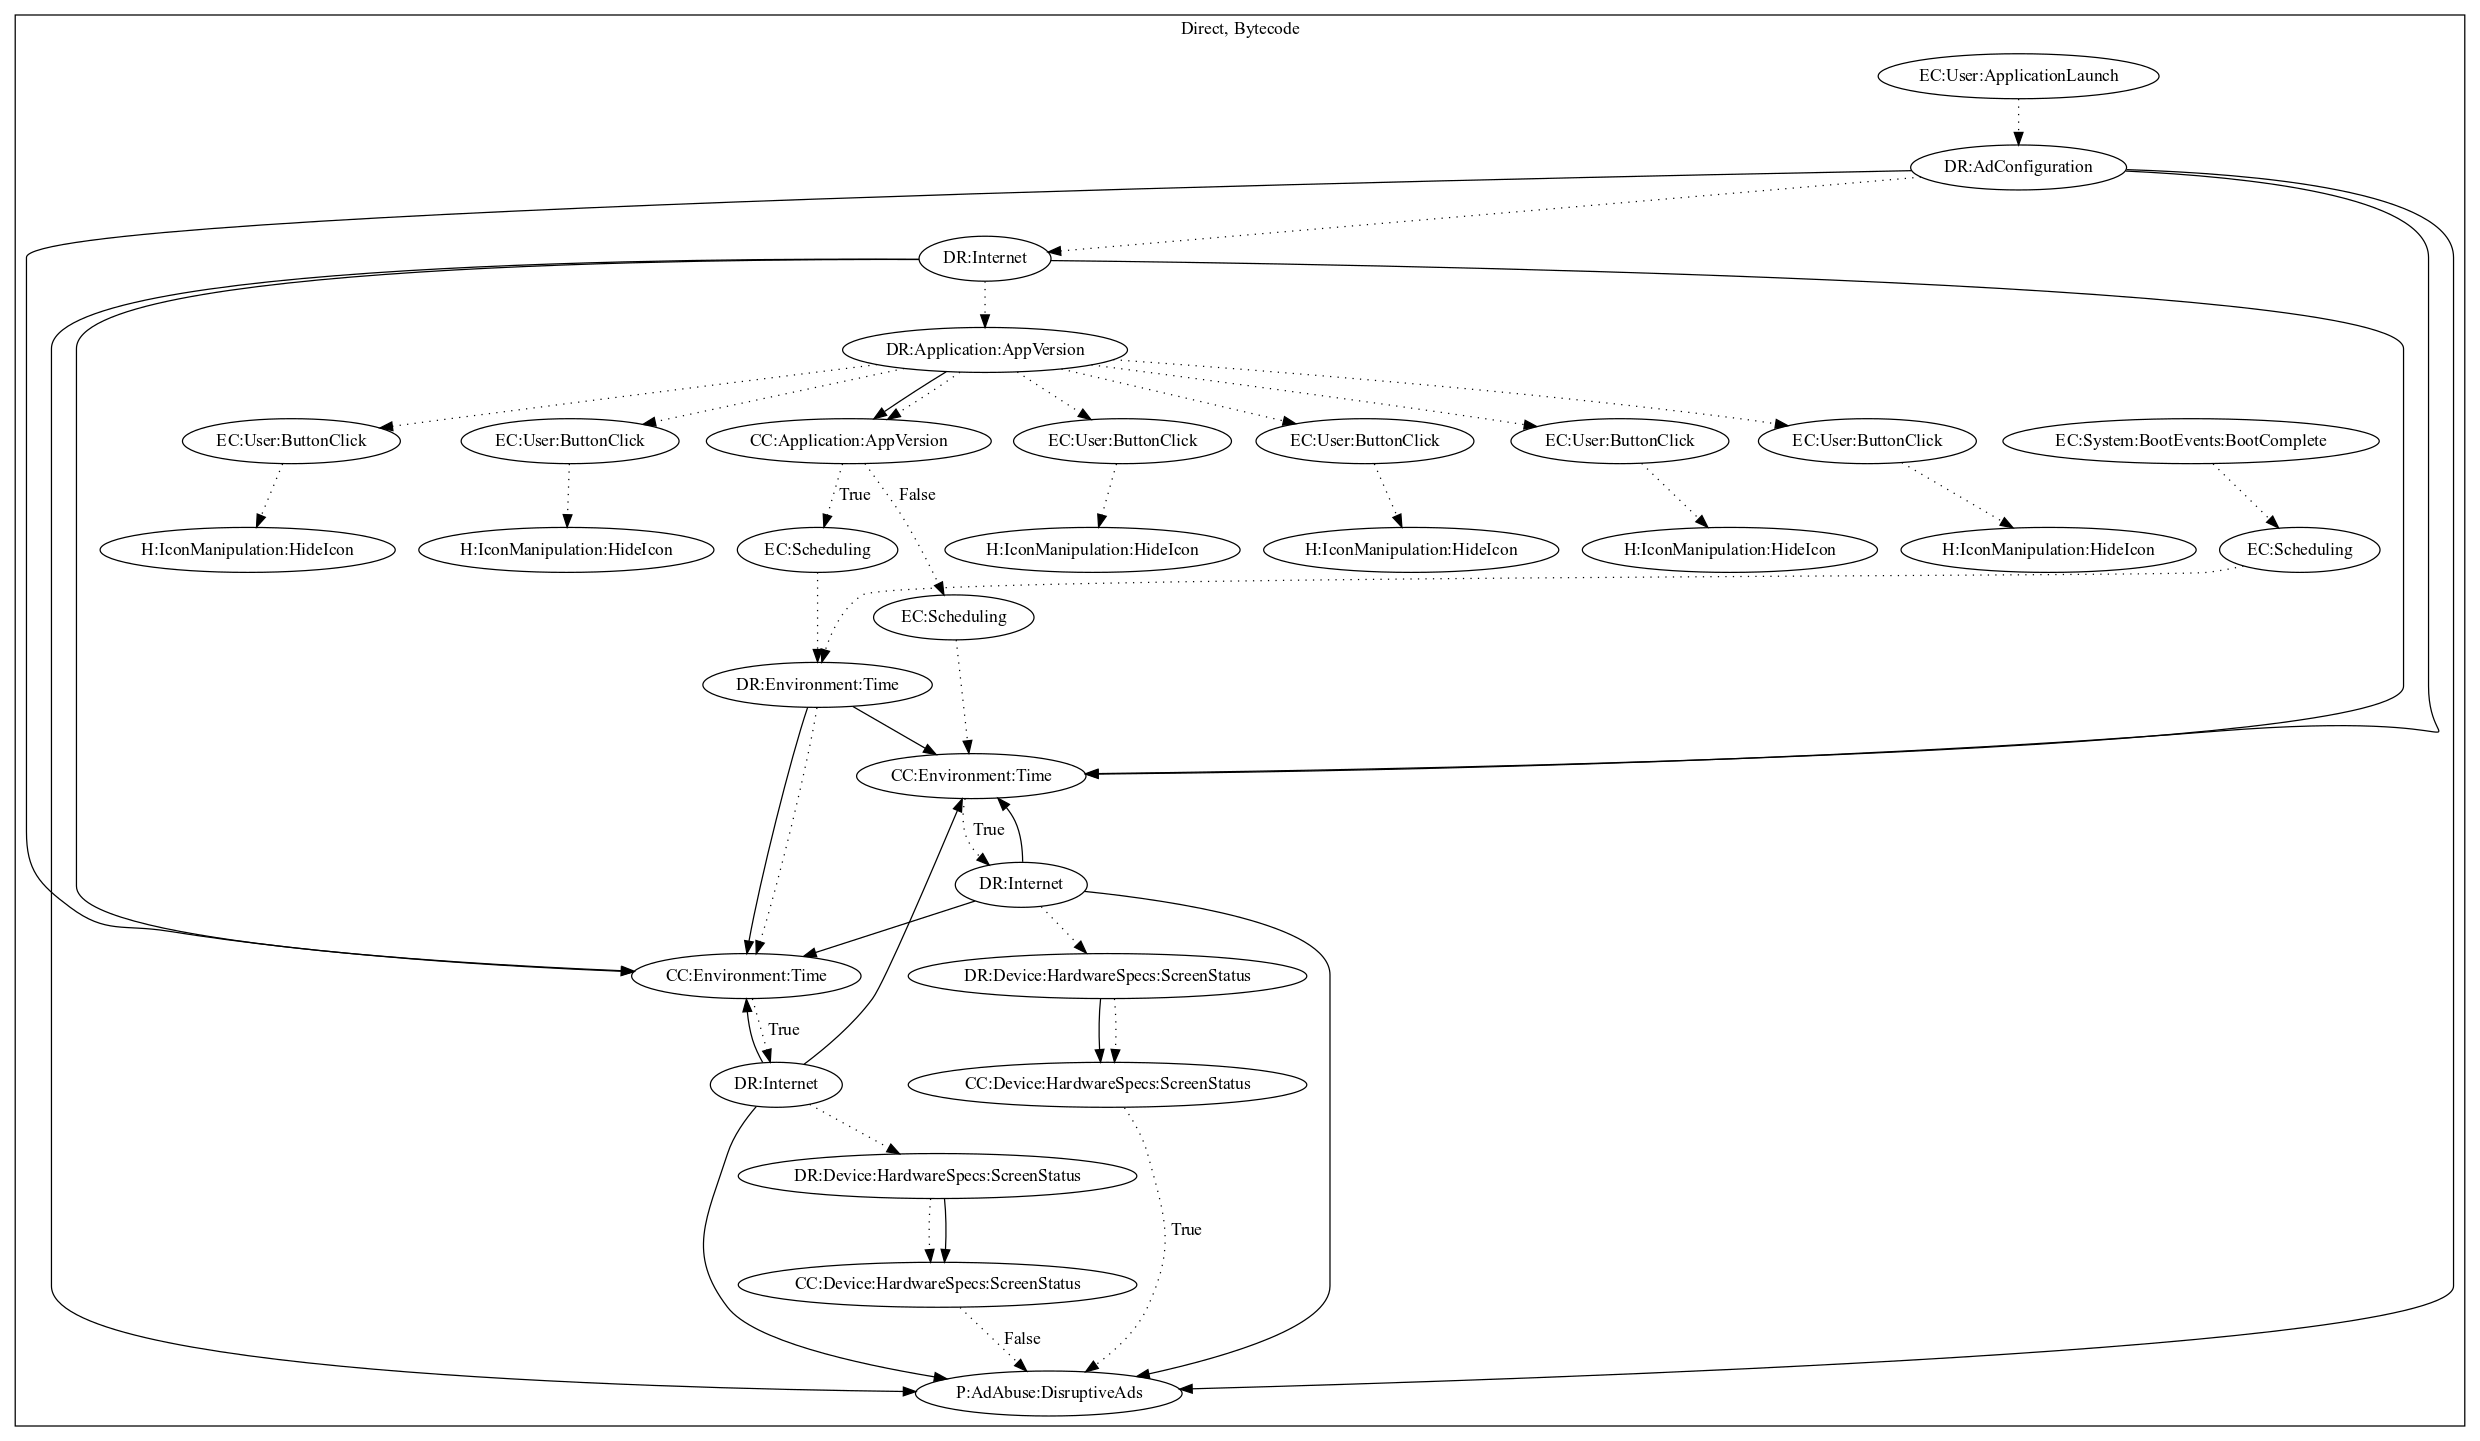 Direct, Bytecode
EC:User:ApplicationLaunch
DR:AdConfiguration
DR:Internet
DR:Application:AppVersion
EC:User:ButtonClick
EC:User:ButtonClick
CC:Application:AppVersion
EC:User:ButtonClick
EC:User:ButtonClick
EC:User:ButtonClick
EC:User:ButtonClick
EC:System:BootEvents:BootComplete
True
False
H:IconManipulation:HideIcon
H:IconManipulation:HideIcon
EC:Scheduling
H:IconManipulation:HideIcon
H:IconManipulation:HideIcon
H:IconManipulation:HideIcon
H:IconManipulation:HideIcon
EC:Scheduling
EC:Scheduling
DR:Environment:Time
CC:Environment:Time
True
DR:Internet
CC:Environment:Time
DR:Device:HardwareSpecs:ScreenStatus
True
DR:Internet
CC:Device:HardwareSpecs:ScreenStatus
DR:Device:HardwareSpecs:ScreenStatus
True
CC:Device:HardwareSpecs:ScreenStatus
False
P:AdAbuse:DisruptiveAds